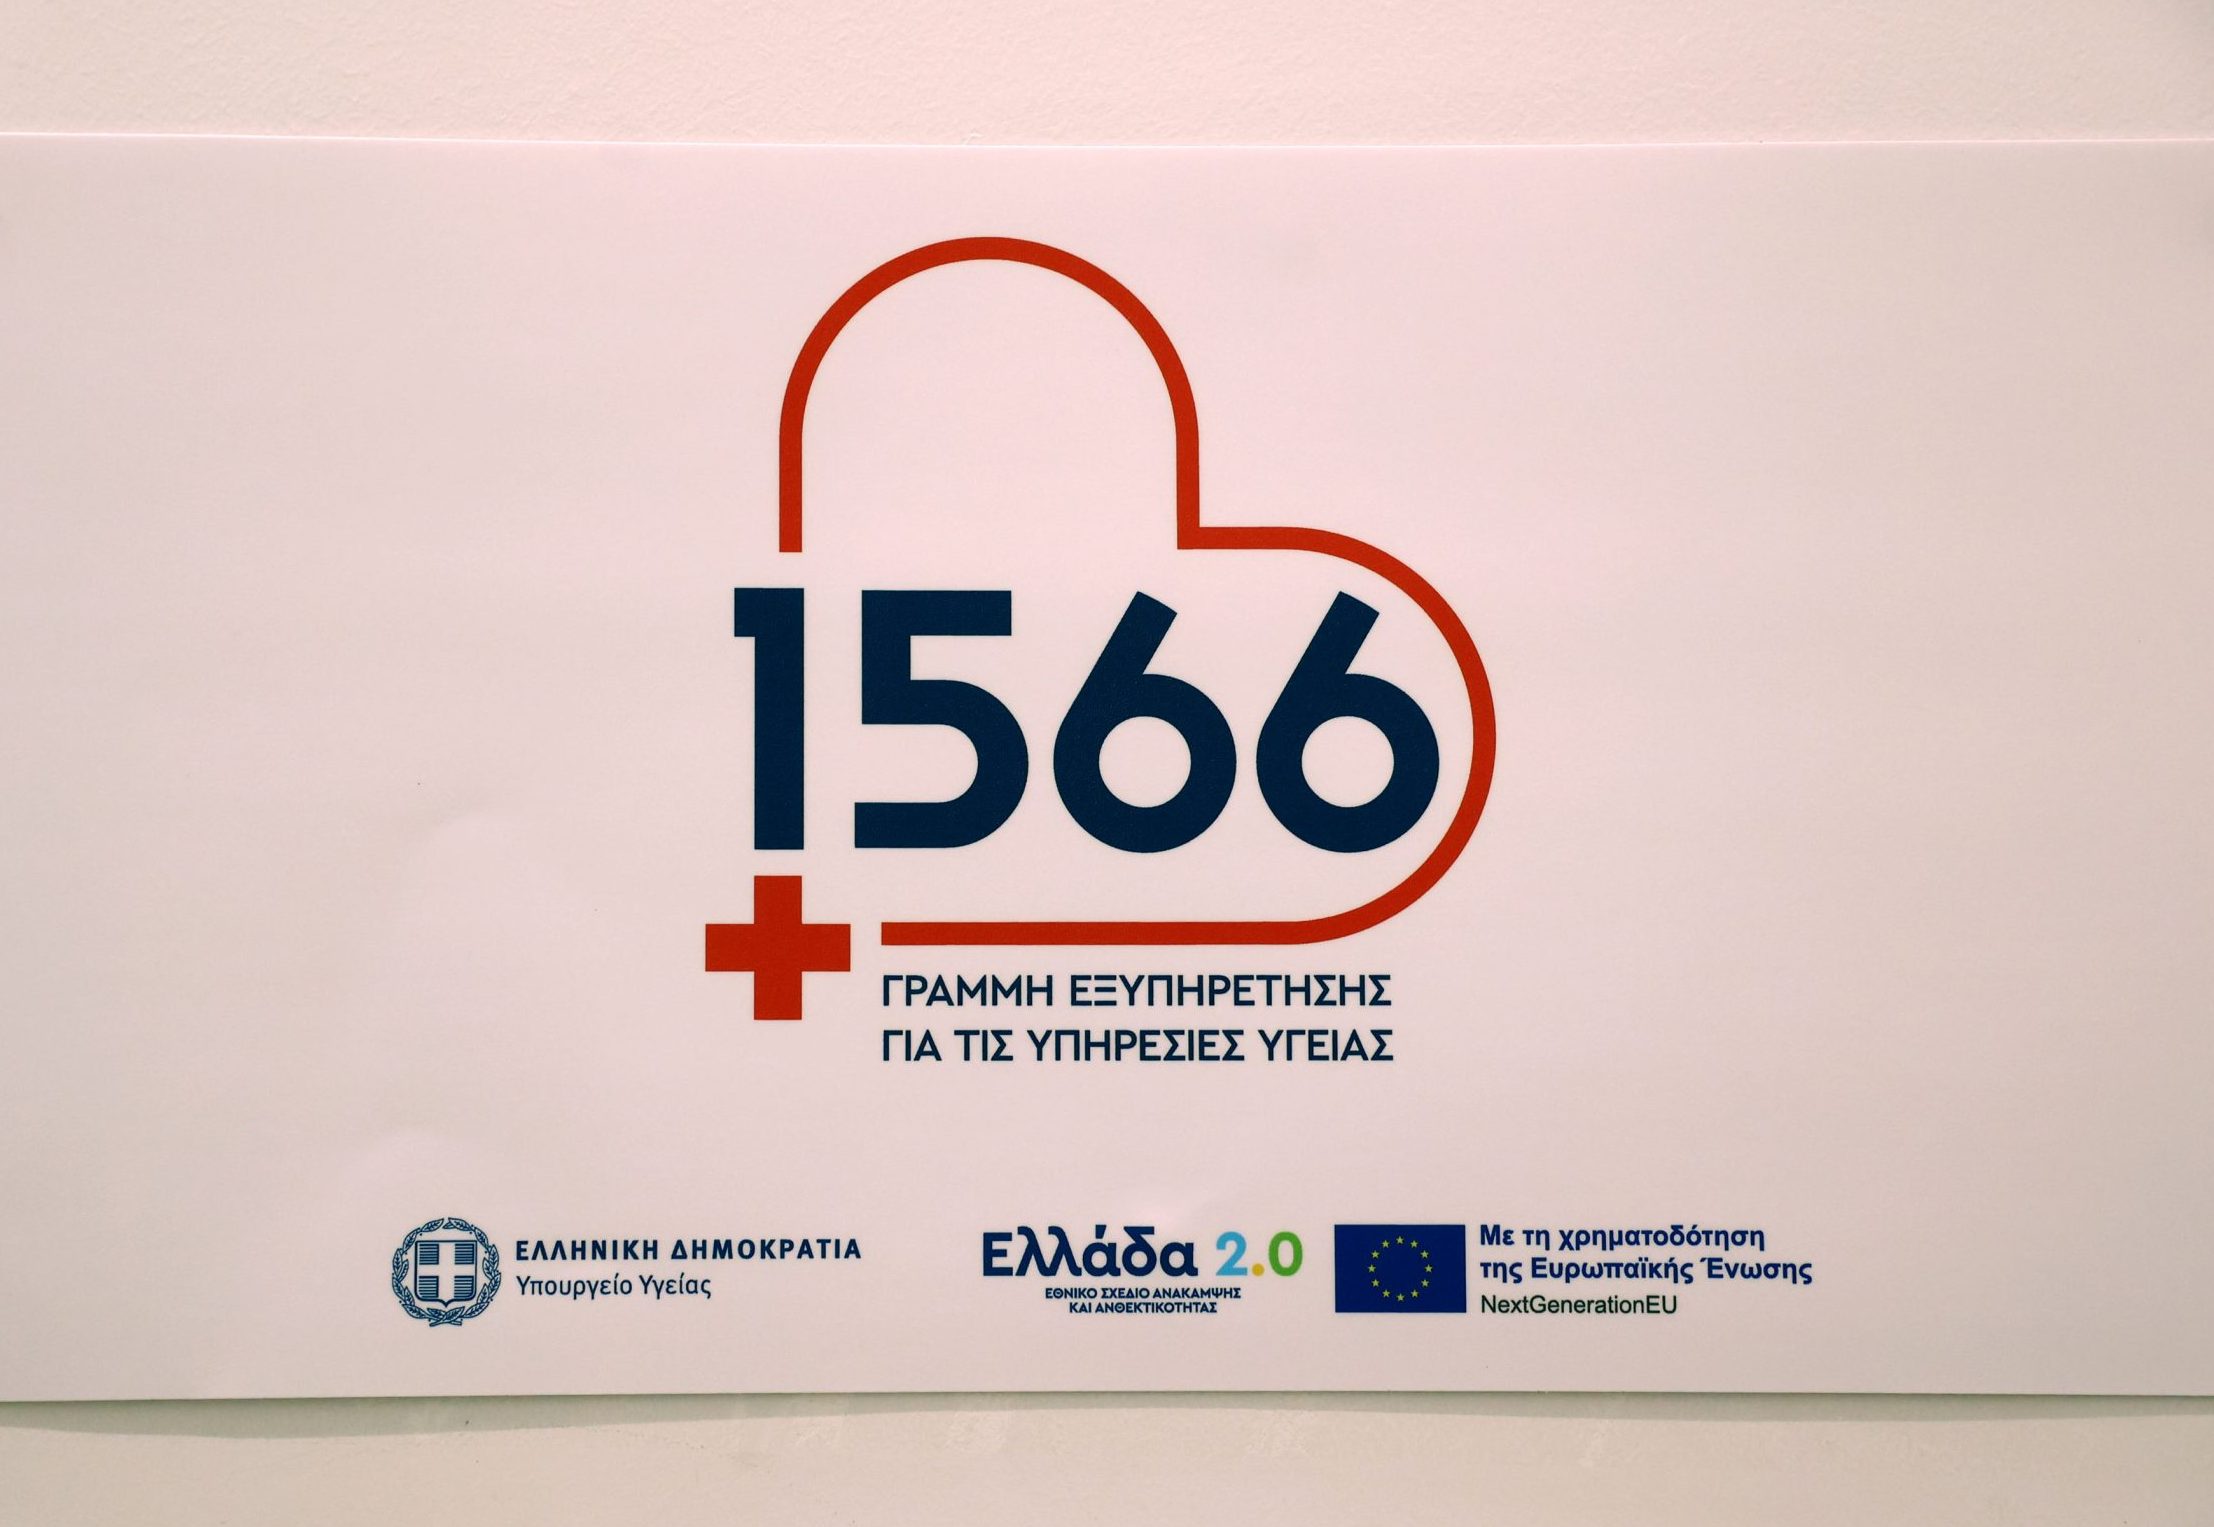 1566
ΓΡΑΜΜΗ ΕΞΥΠΗΡΕΤΗΣΗΣ
ΓΙΑ ΤΙΣ ΥΠΗΡΕΣΙΕΣ ΥΓΕΙΑΣ
ΕΛΛΗΝΙΚΗ ΔΗΜΟΚΡΑΤΙΑ
Υπουργείο Υγείας
Ελλάδα 2.0
ΕΘΝΙΚΟ ΣΧΕΔΙΟ ΑΝΑΚΑΜΨΗΣ
ΚΑΙ ΑΝΘΕΚΤΙΚΟΤΗΤΑΣ
Με τη χρηματοδότηση
της Ευρωπαϊκής Ένωσης
NextGenerationEU